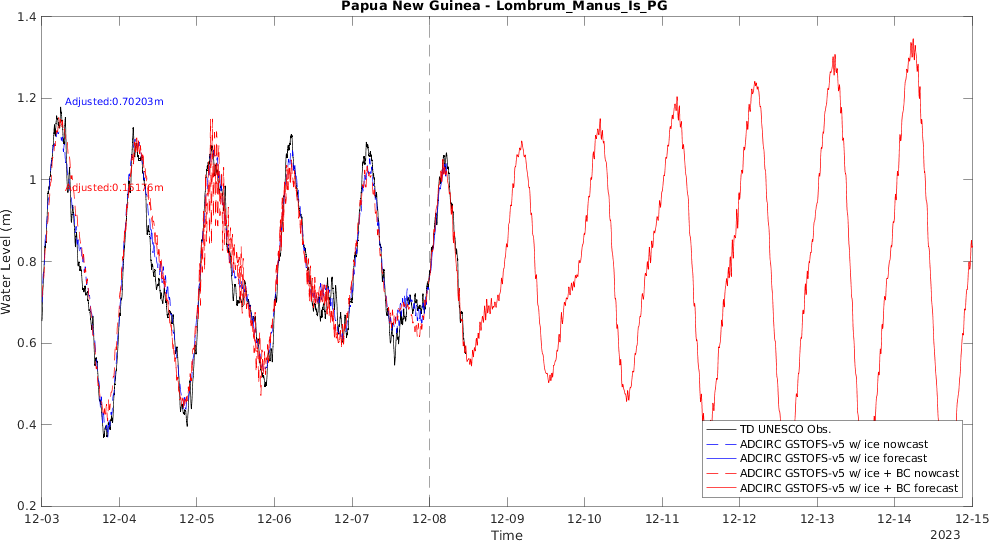 Papua New Guinea - Lombrum_Manus_Is_PG
1.4
1.2
1
0.8
0.6
0.4
0.2
Water Level (m)
Adjusted:0.70203m
Adjusted:0.15176m
TD UNESCO Obs.
ADCIRC GSTOFS-v5 w/ ice nowcast
ADCIRC GSTOFS-v5 w/ ice forecast
ADCIRC GSTOFS-v5 w/ ice + BC nowcast
ADCIRC GSTOFS-v5 w/ ice + BC forecast
12-03 12-04 12-05 12-06 12-07 12-08 12-09 12-10 12-11 12-12 12-13 12-14 12-15
Time
2023